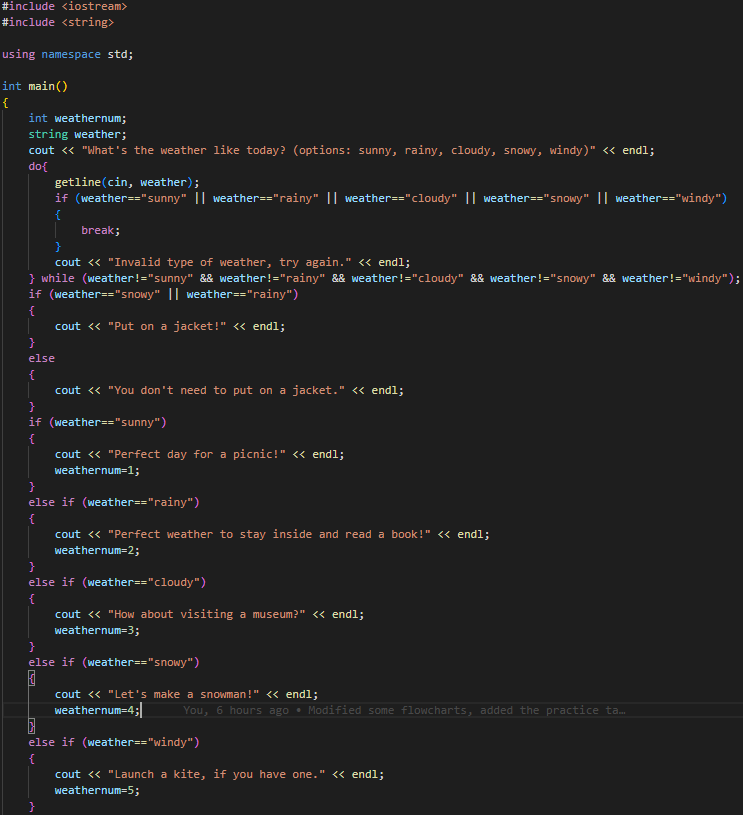 #include <iostream>
#include <string>

using namespace std;

int main()
{
    int weathernum;
    string weather;
    cout << "What's the weather like today? (options: sunny, rainy, cloudy, snowy, windy)" << endl;
    do{
        getline(cin, weather);
        if (weather=="sunny" || weather=="rainy" || weather=="cloudy" || weather=="snowy" || weather=="windy")
        {
            break;
        }
        cout << "Invalid type of weather, try again." << endl;
    } while (weather!="sunny" && weather!="rainy" && weather!="cloudy" && weather!="snowy" && weather!="windy");
    if (weather=="snowy" || weather=="rainy")
    {
        cout << "Put on a jacket!" << endl;
    }
    else
    {
        cout << "You don't need to put on a jacket." << endl;
    }
    if (weather=="sunny")
    {
        cout << "Perfect day for a picnic!" << endl;
        weathernum=1;
    }
    else if (weather=="rainy")
    {
        cout << "Perfect weather to stay inside and read a book!" << endl;
        weathernum=2;
    }
    else if (weather=="cloudy")
    {
        cout << "How about visiting a museum?" << endl;
        weathernum=3;
    }
    else if (weather=="snowy")
    {
        cout << "Let's make a snowman!" << endl;
        weathernum=4;      You, 6 hours ago • Modified some flowcharts, added the practice ta…
    }
    else if (weather=="windy")
    {
        cout << "Launch a kite, if you have one." << endl;
        weathernum=5;
    }